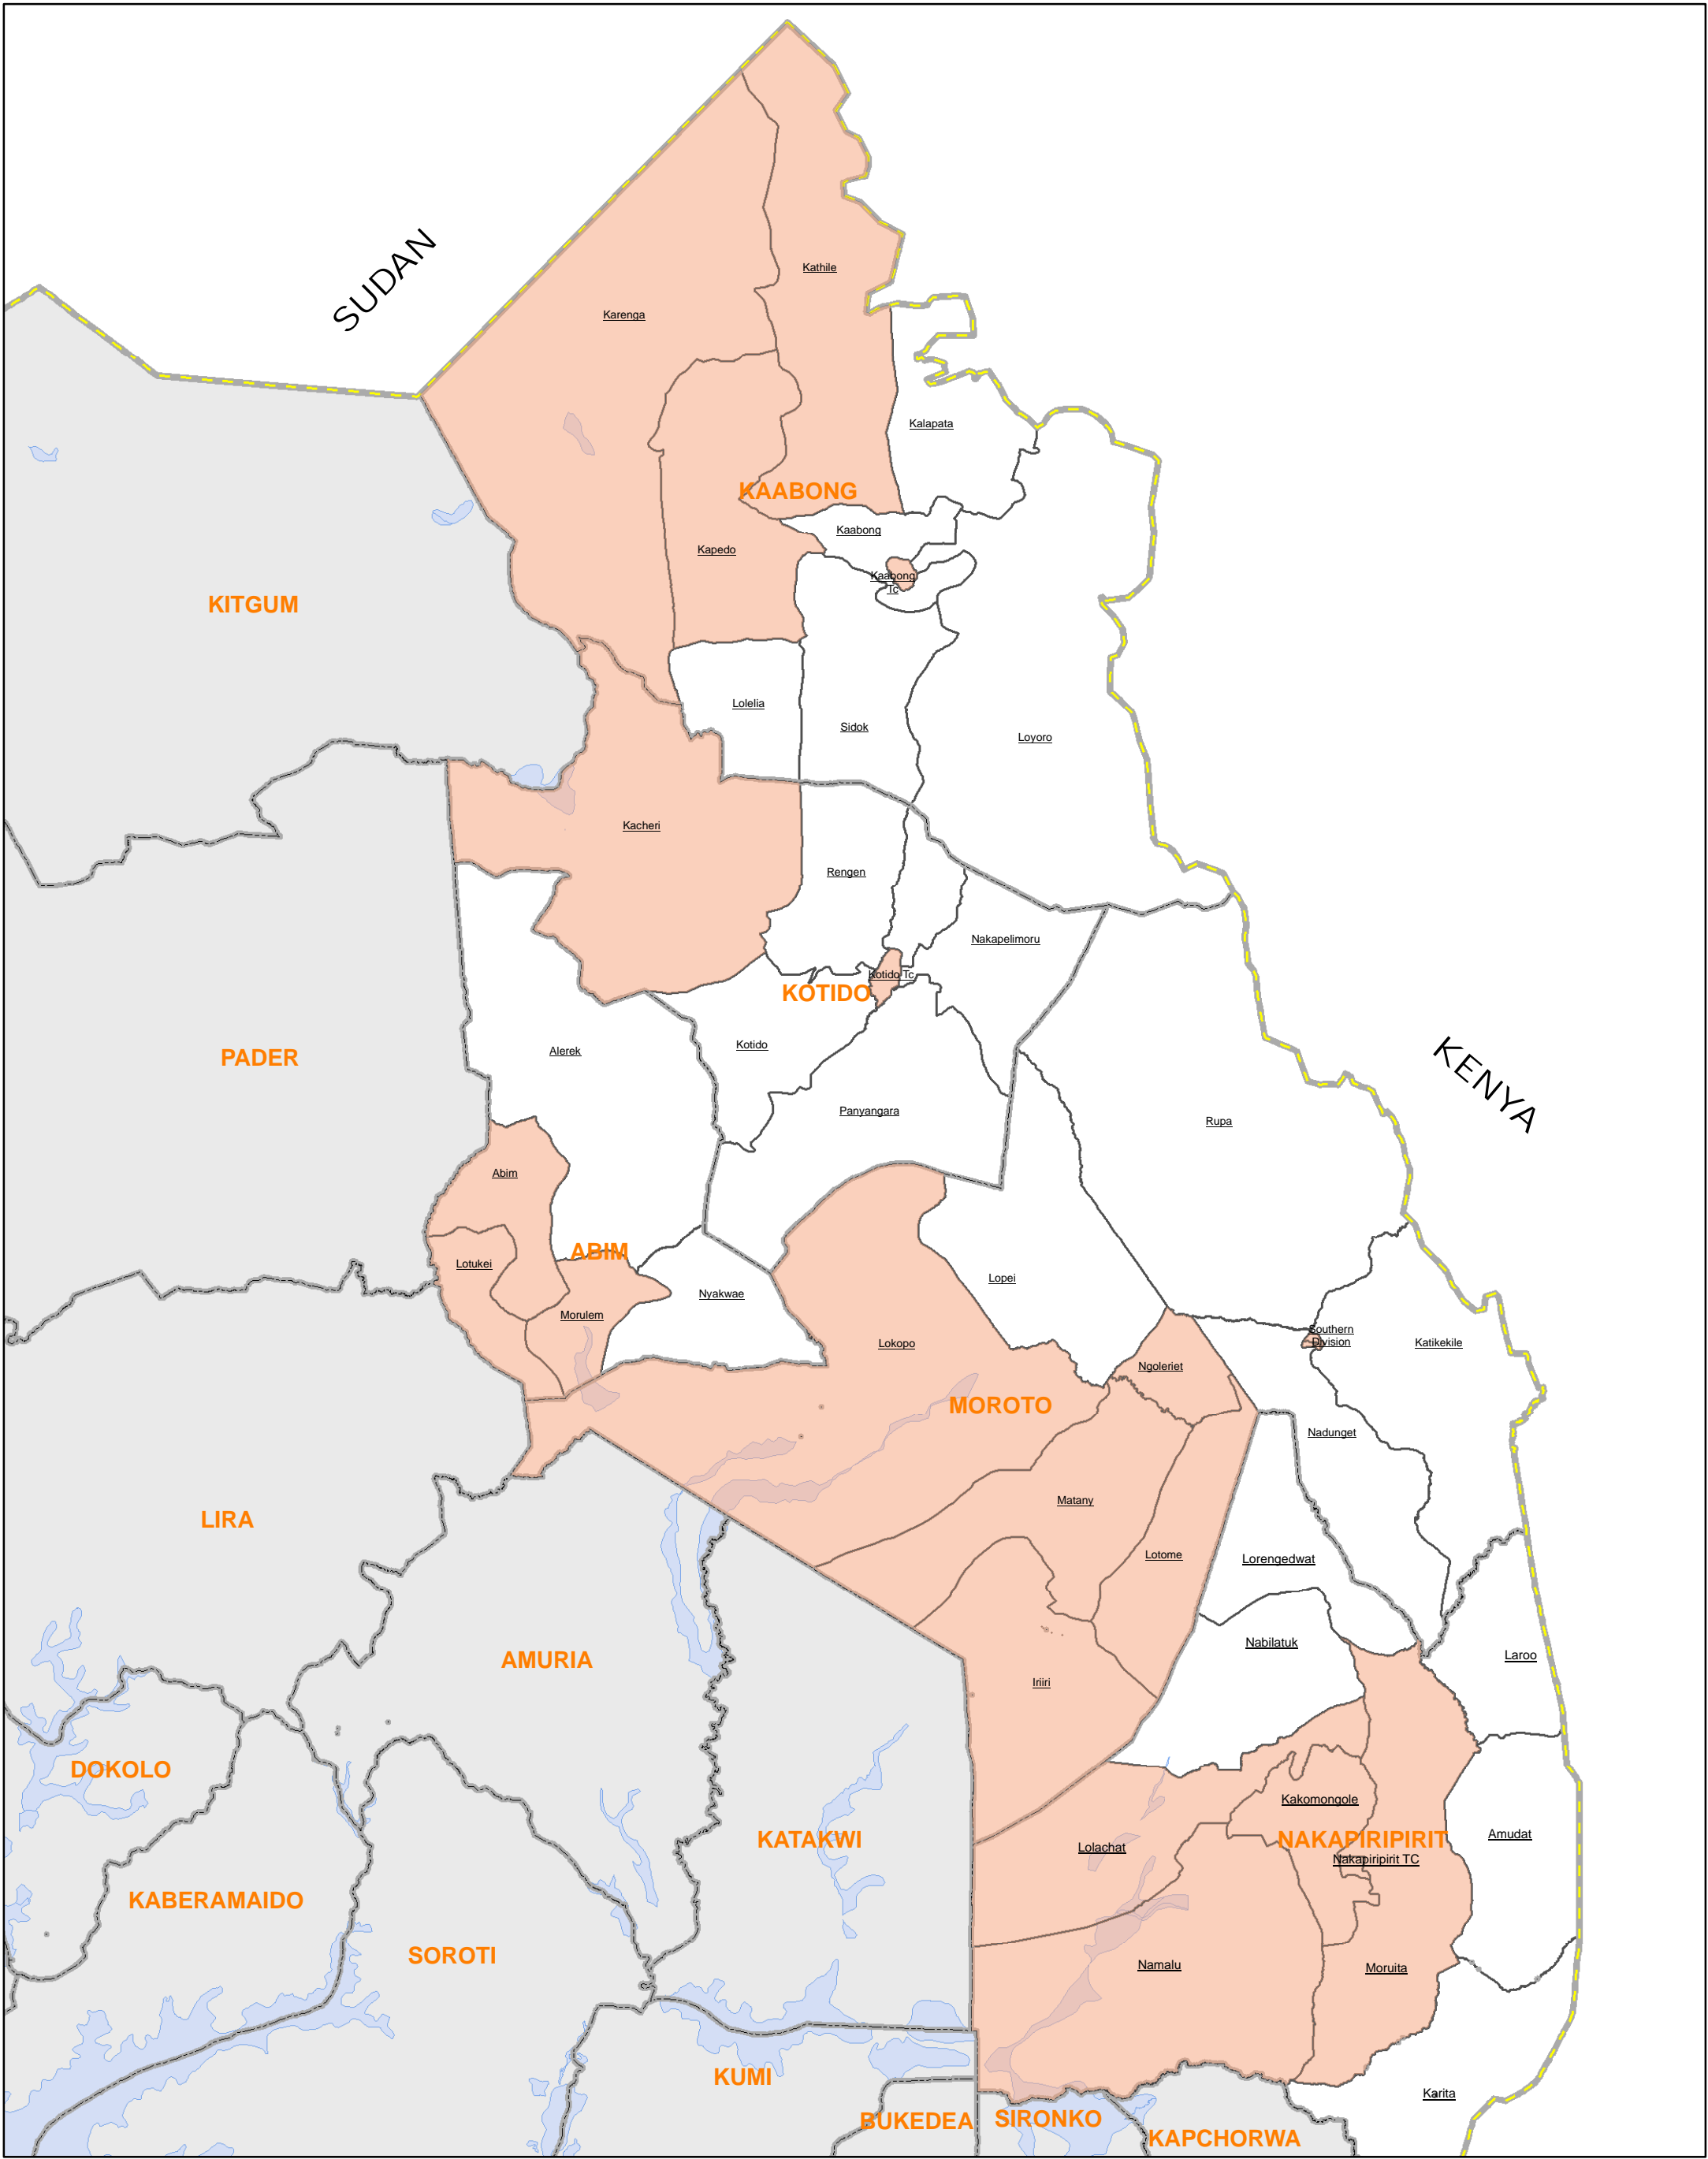 SUDAN
Kathile
Karenga
Kalapata
KAABONG
Kaabong
Kapedo
Kaabong
Tc
KITGUM
Lolelia
Sidok
Loyoro
Kacheri
Rengen
Nakapelimoru
Kotido Tc
KOTIDO
Kotido
Alerek
PADER
KENYA
Panyangara
Rupa
Abim
ABIM
Lotukei
Lopei
Nyakwae
Morulem
Southern
Division
Katikekile
Lokopo
Ngoleriet
MOROTO
Nadunget
Matany
LIRA
Lotome
Lorengedwat
Nabilatuk
Laroo
AMURIA
Iriiri
DOKOLO
Kakomongole
KATAKWI
Lolachat
NAKAPIRIPIRIT
Amudat
Nakapiripirit TC
KABERAMAIDO
SOROTI
Namalu
Moruita
KUMI
Karita
BUKEDEA
SIRONKO
KAPCHORWA